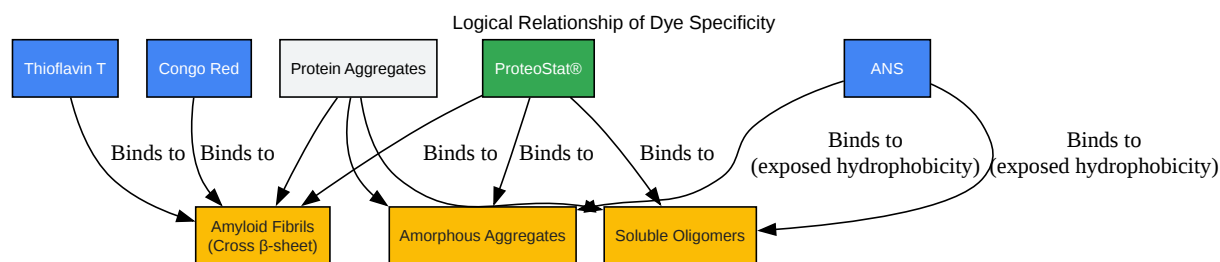 Logical Relationship of Dye Specificity
Thioflavin T
Congo Red
Protein Aggregates
ProteoStat®
ANS
Binds to
Binds to
Binds to
Binds to
Binds to
Binds to
(exposed hydrophobicity)
Binds to
(exposed hydrophobicity)
Amyloid Fibrils
(Cross β-sheet)
Amorphous Aggregates
Soluble Oligomers